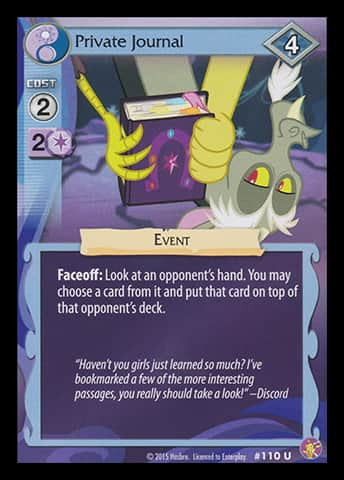 Private Journal
4
COST
2
2
EVENT
Faceoff: Look at an opponent's hand. You may
choose a card from it and put that card on top of
that opponent's deck.
"Haven't you girls just learned so much? I've
bookmarked a few of the more interesting
passages, you really should take a look!" –Discord
© 2015 Hasbro. Licensed to Enterplay. #110 U